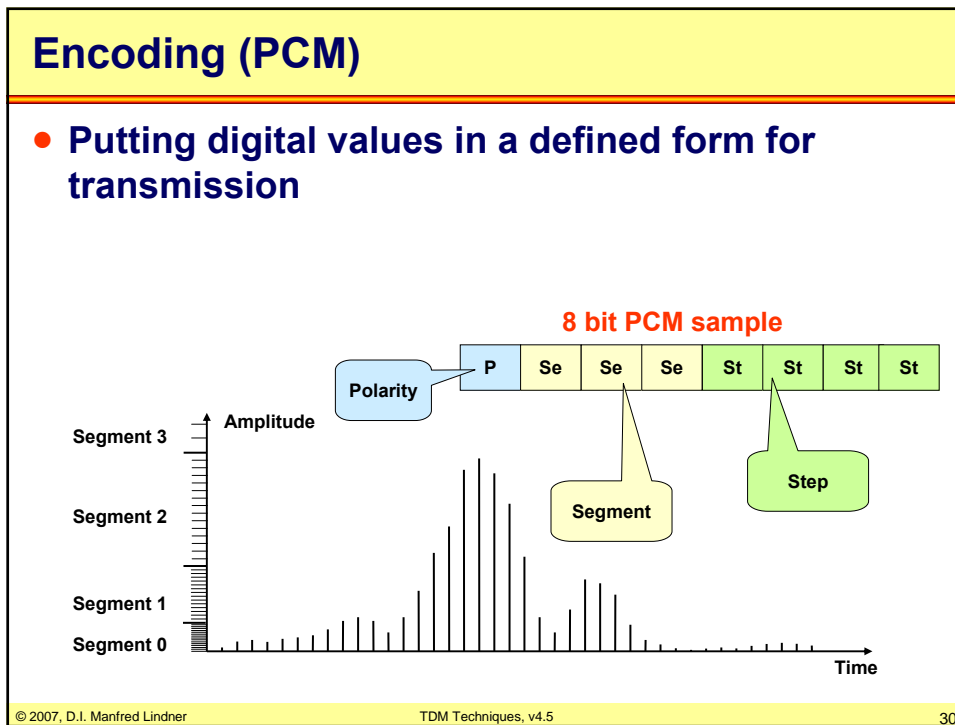 Encoding (PCM)
• Putting digital values in a defined form for
transmission
8 bit PCM sample
P Se Se Se St St St St
Polarity
Amplitude
Segment 3
Step
Segment
Segment 2
Segment 1
Segment 0
Time
© 2007, D.I. Manfred Lindner TDM Techniques, v4.5 30